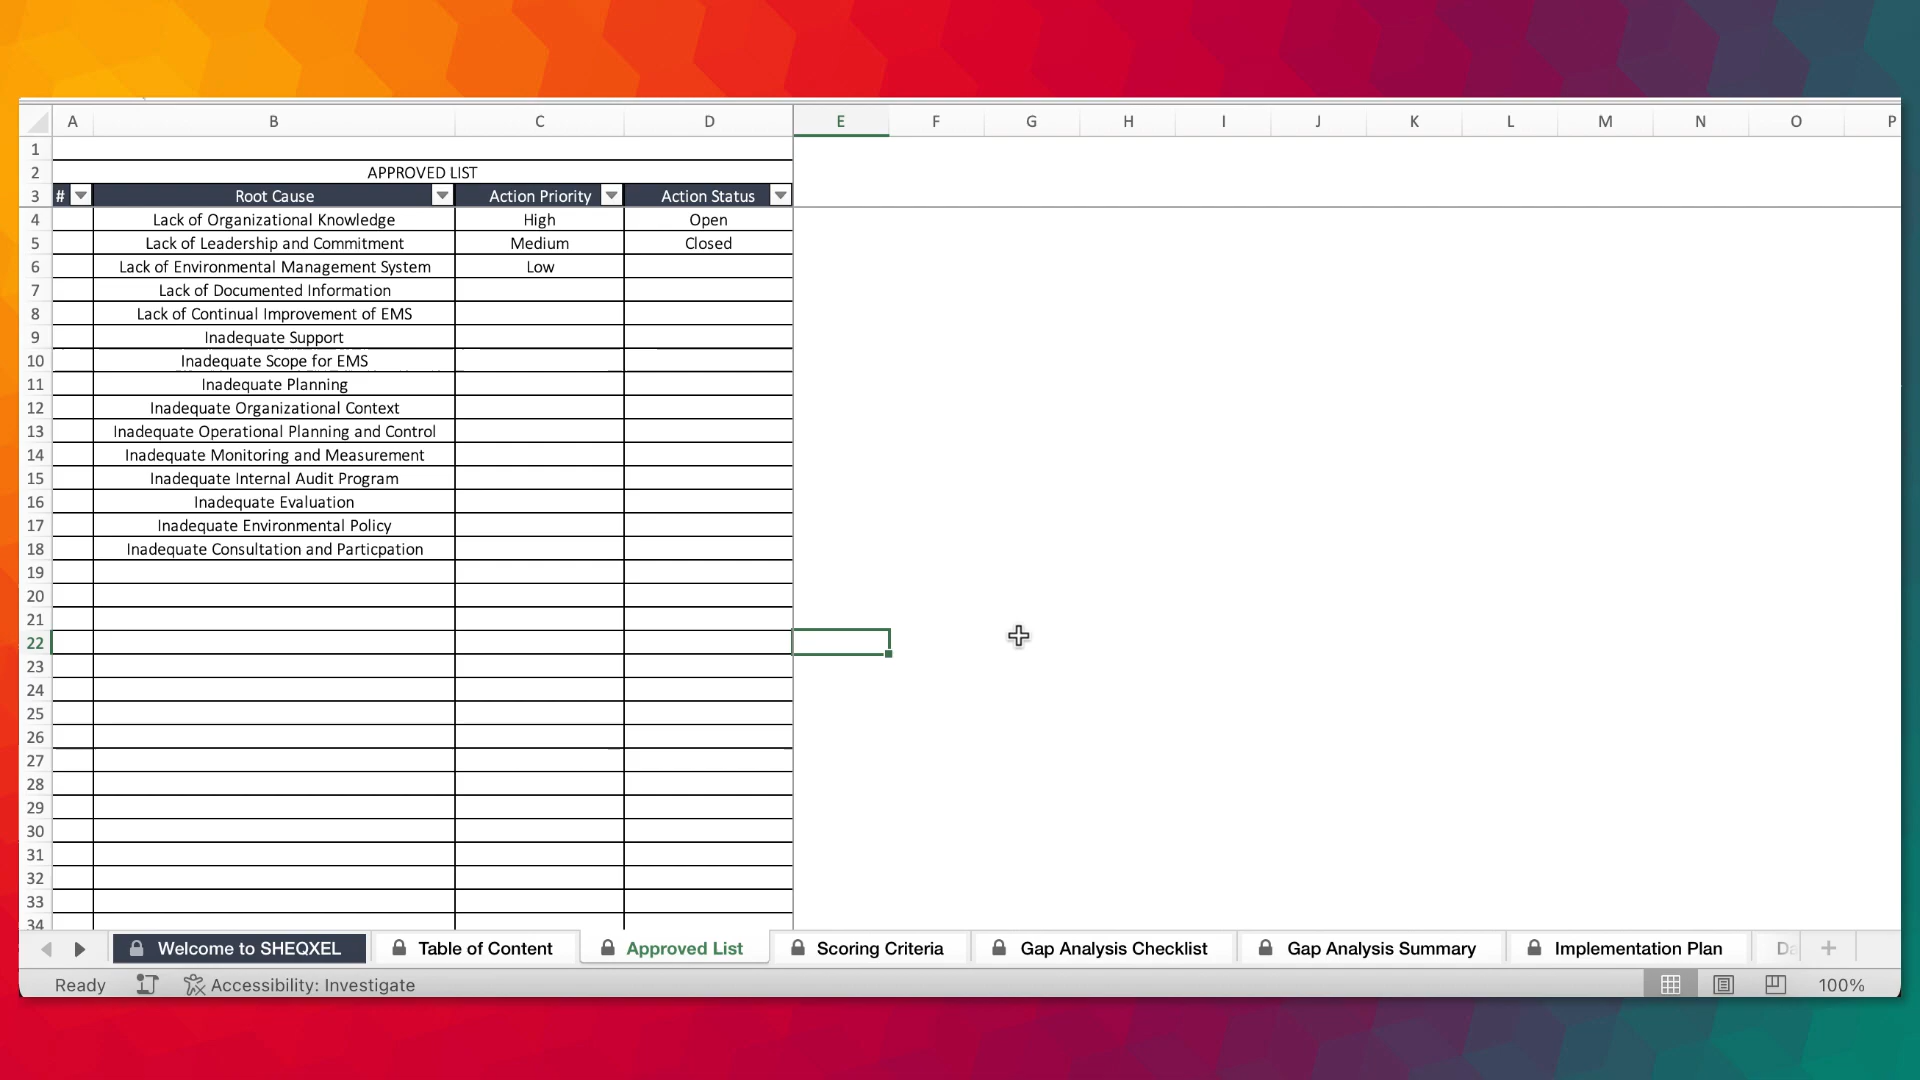 A B C D E F G H I J K L M N O P
1
2 APPROVED LIST
3 # Root Cause Action Priority Action Status
4 Lack of Organizational Knowledge High Open
5 Lack of Leadership and Commitment Medium Closed
6 Lack of Environmental Management System Low
7 Lack of Documented Information
8 Lack of Continual Improvement of EMS
9 Inadequate Support
10 Inadequate Scope for EMS
11 Inadequate Planning
12 Inadequate Organizational Context
13 Inadequate Operational Planning and Control
14 Inadequate Monitoring and Measurement
15 Inadequate Internal Audit Program
16 Inadequate Evaluation
17 Inadequate Environmental Policy
18 Inadequate Consultation and Particpation
19
20
21
22
23
24
25
26
27
28
29
30
31
32
33
34
Welcome to SHEQXEL Table of Content Approved List Scoring Criteria Gap Analysis Checklist Gap Analysis Summary Implementation Plan
Ready Accessibility: Investigate 100%